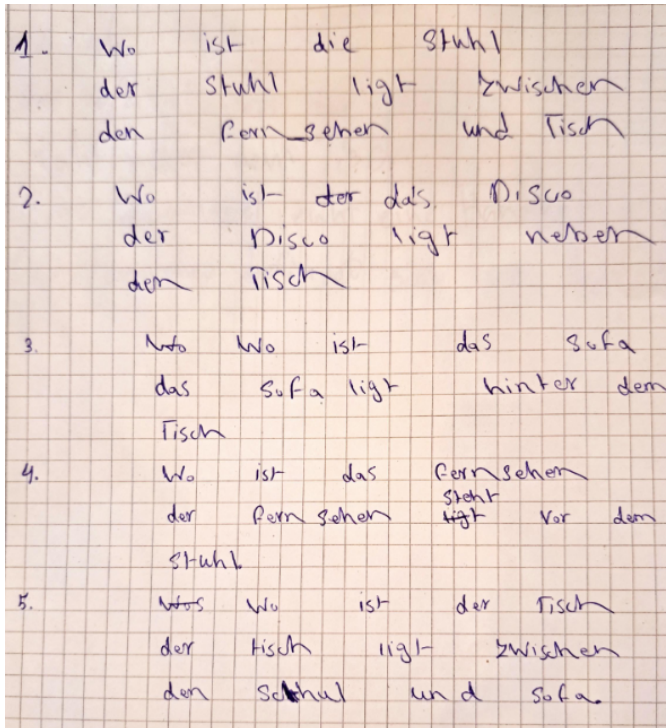 1. Wo ist die Stuhl
der Stuhl ligt zwischen
den fernsehen und Tisch
2. Wo ist der das Disco
der Disco ligt neben
den Tisch
3. Wo Wo ist das Sofa
das Sofa ligt hinter dem
Tisch
4. Wo ist das fernsehen
der fernsehen ligt steht vor dem
Stuhl.
5. Wos Wo ist der Tisch
der tisch ligt zwischen
den Schhul und Sofa.